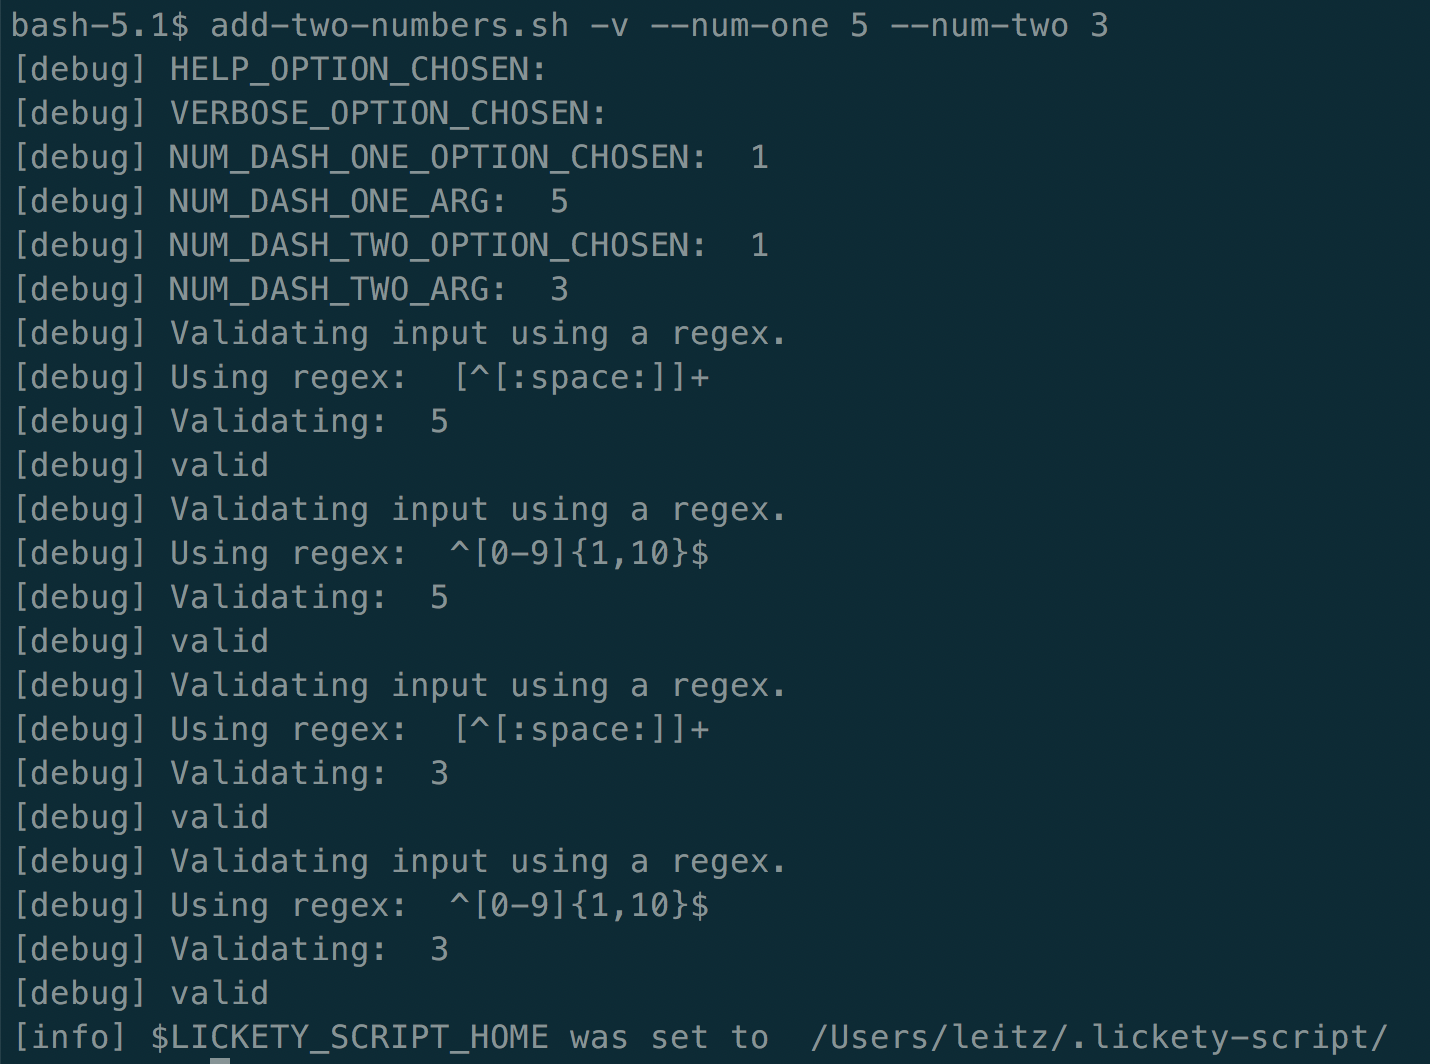 bash-5.1$ add-two-numbers.sh -v --num-one 5 --num-two 3
[debug] HELP_OPTION_CHOSEN:
[debug] VERBOSE_OPTION_CHOSEN:
[debug] NUM_DASH_ONE_OPTION_CHOSEN:  1
[debug] NUM_DASH_ONE_ARG:  5
[debug] NUM_DASH_TWO_OPTION_CHOSEN:  1
[debug] NUM_DASH_TWO_ARG:  3
[debug] Validating input using a regex.
[debug] Using regex:  [^[:space:]]+
[debug] Validating:  5
[debug] valid
[debug] Validating input using a regex.
[debug] Using regex:  ^[0-9]{1,10}$
[debug] Validating:  5
[debug] valid
[debug] Validating input using a regex.
[debug] Using regex:  [^[:space:]]+
[debug] Validating:  3
[debug] valid
[debug] Validating input using a regex.
[debug] Using regex:  ^[0-9]{1,10}$
[debug] Validating:  3
[debug] valid
[info] $LICKETY_SCRIPT_HOME was set to  /Users/leitz/.lickety-script/